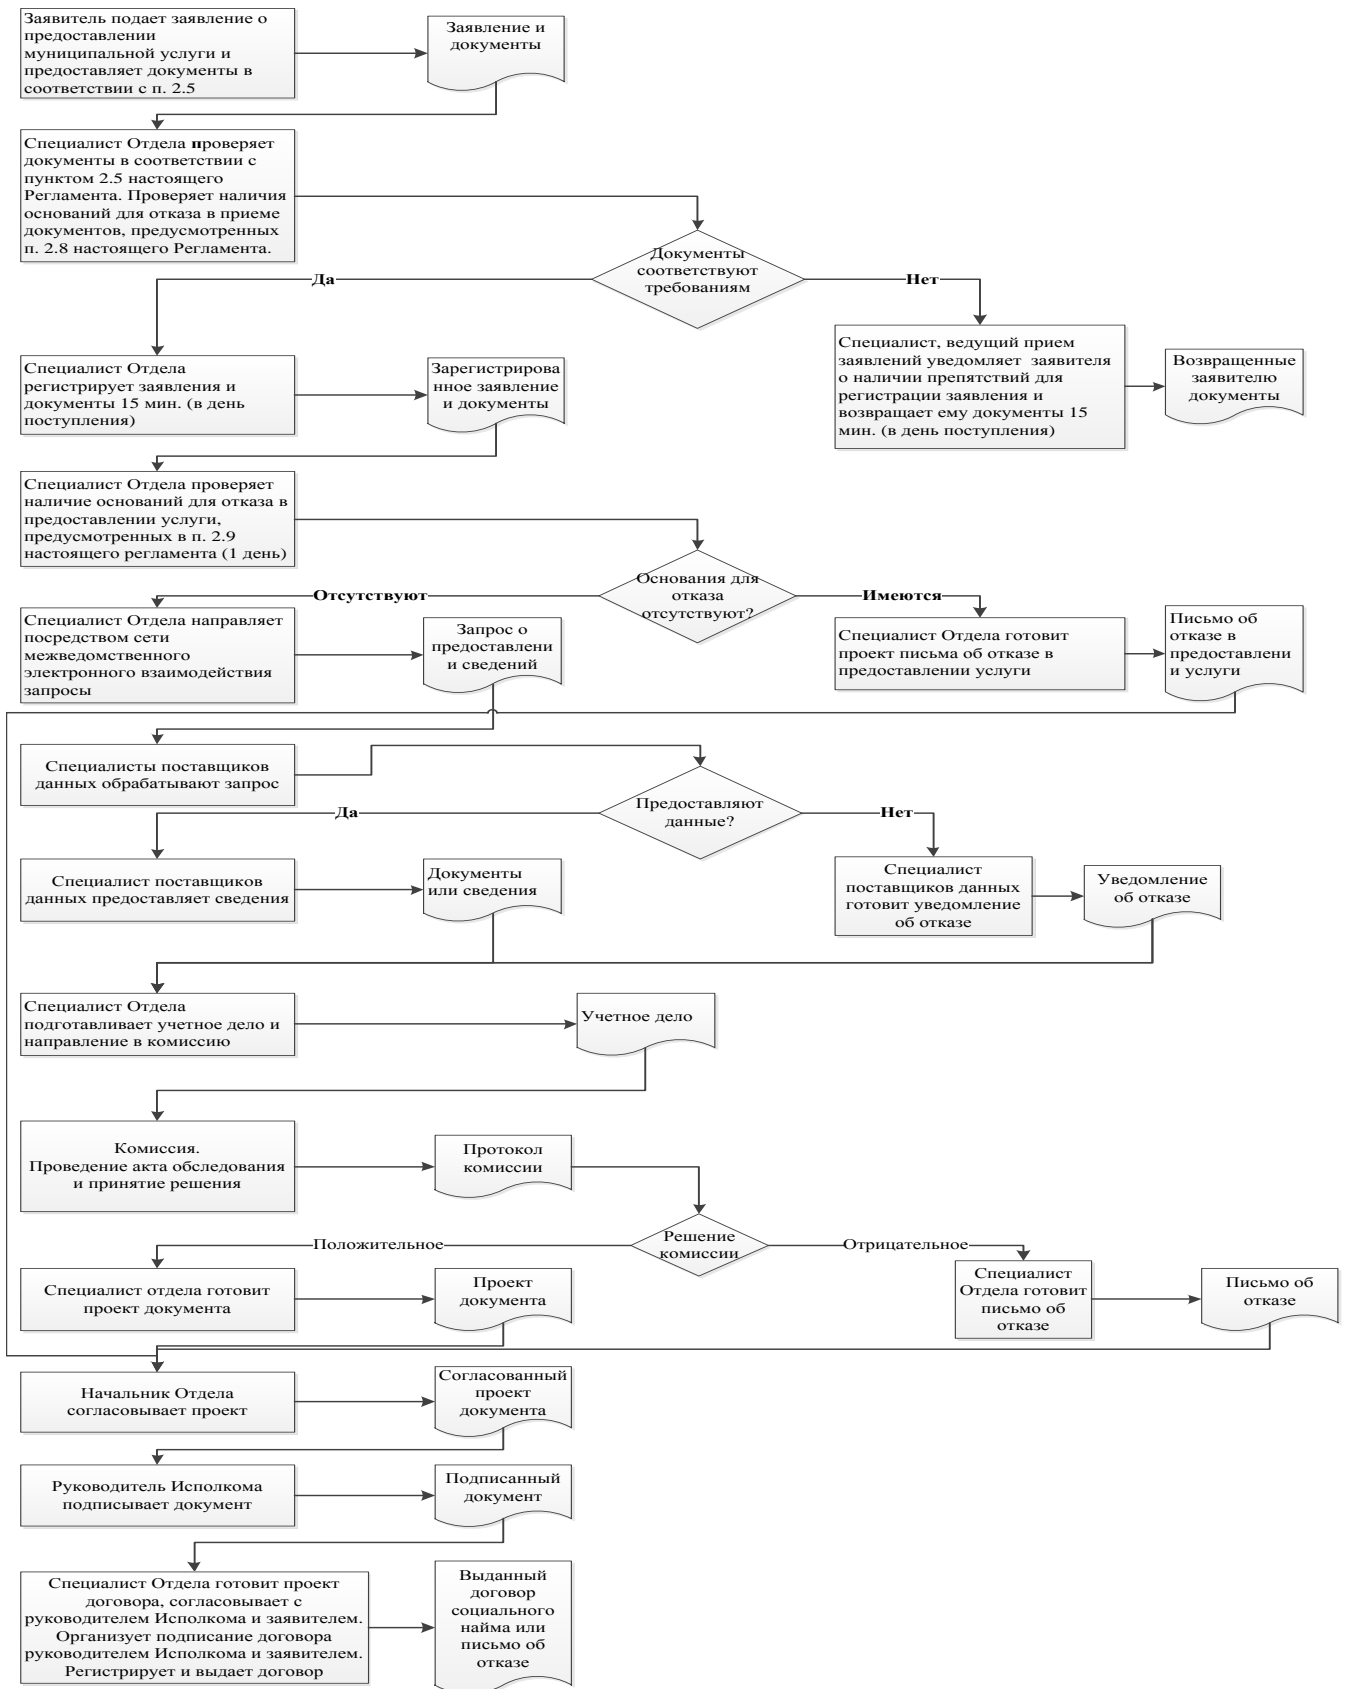 Заявитель подает заявление о
предоставлении
муниципальной услуги и
предоставляет документы в
соответствии с п. 2.5
Заявление и
документы
Специалист Отдела проверяет
документы в соответствии с
пунктом 2.5 настоящего
Регламента. Проверяет наличия
оснований для отказа в приеме
документов, предусмотренных
п. 2.8 настоящего Регламента.
Документы
соответствуют
требованиям
Да
Нет
Специалист Отдела
регистрирует заявления и
документы 15 мин. (в день
поступления)
Зарегистрирова
нное заявление
и документы
Специалист, ведущий прием
заявлений уведомляет заявителя
о наличии препятствий для
регистрации заявления и
возвращает ему документы 15
мин. (в день поступления)
Возвращенные
заявителю
документы
Специалист Отдела проверяет
наличие оснований для отказа в
предоставлении услуги,
предусмотренных в п. 2.9
настоящего регламента (1 день)
Основания для
отказа
отсутствуют?
Отсутствуют
Имеются
Специалист Отдела направляет
посредством сети
межведомственного
электронного взаимодействия
запросы
Запрос о
предоставлени
и сведений
Специалист Отдела готовит
проект письма об отказе в
предоставлении услуги
Письмо об
отказе в
предоставлени
и услуги
Специалисты поставщиков
данных обрабатывают запрос
Предоставляют
данные?
Да
Нет
Специалист поставщиков
данных предоставляет сведения
Документы
или сведения
Специалист
поставщиков данных
готовит уведомление
об отказе
Уведомление
об отказе
Специалист Отдела
подготавливает учетное дело и
направление в комиссию
Учетное дело
Комиссия.
Проведение акта обследования
и принятие решения
Протокол
комиссии
Решение
комиссии
Положительное
Отрицательное
Специалист отдела готовит
проект документа
Проект
документа
Специалист
Отдела готовит
письмо об
отказе
Письмо об
отказе
Начальник Отдела
согласовывает проект
Согласованный
проект
документа
Руководитель Исполкома
подписывает документ
Подписанный
документ
Специалист Отдела готовит проект
договора, согласовывает с
руководителем Исполкома и заявителем.
Организует подписание договора
руководителем Исполкома и заявителем.
Регистрирует и выдает договор
Выданный
договор
социального
найма или
письмо об
отказе